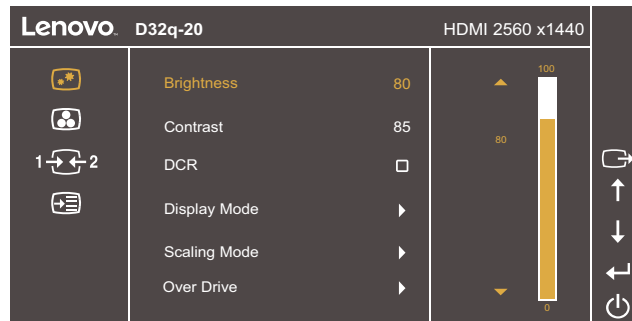 Lenovo. D32q-20 HDMI 2560 x1440
100
Brightness 80
Contrast 85
80
1 2
DCR
Display Mode
Scaling Mode
Over Drive
0